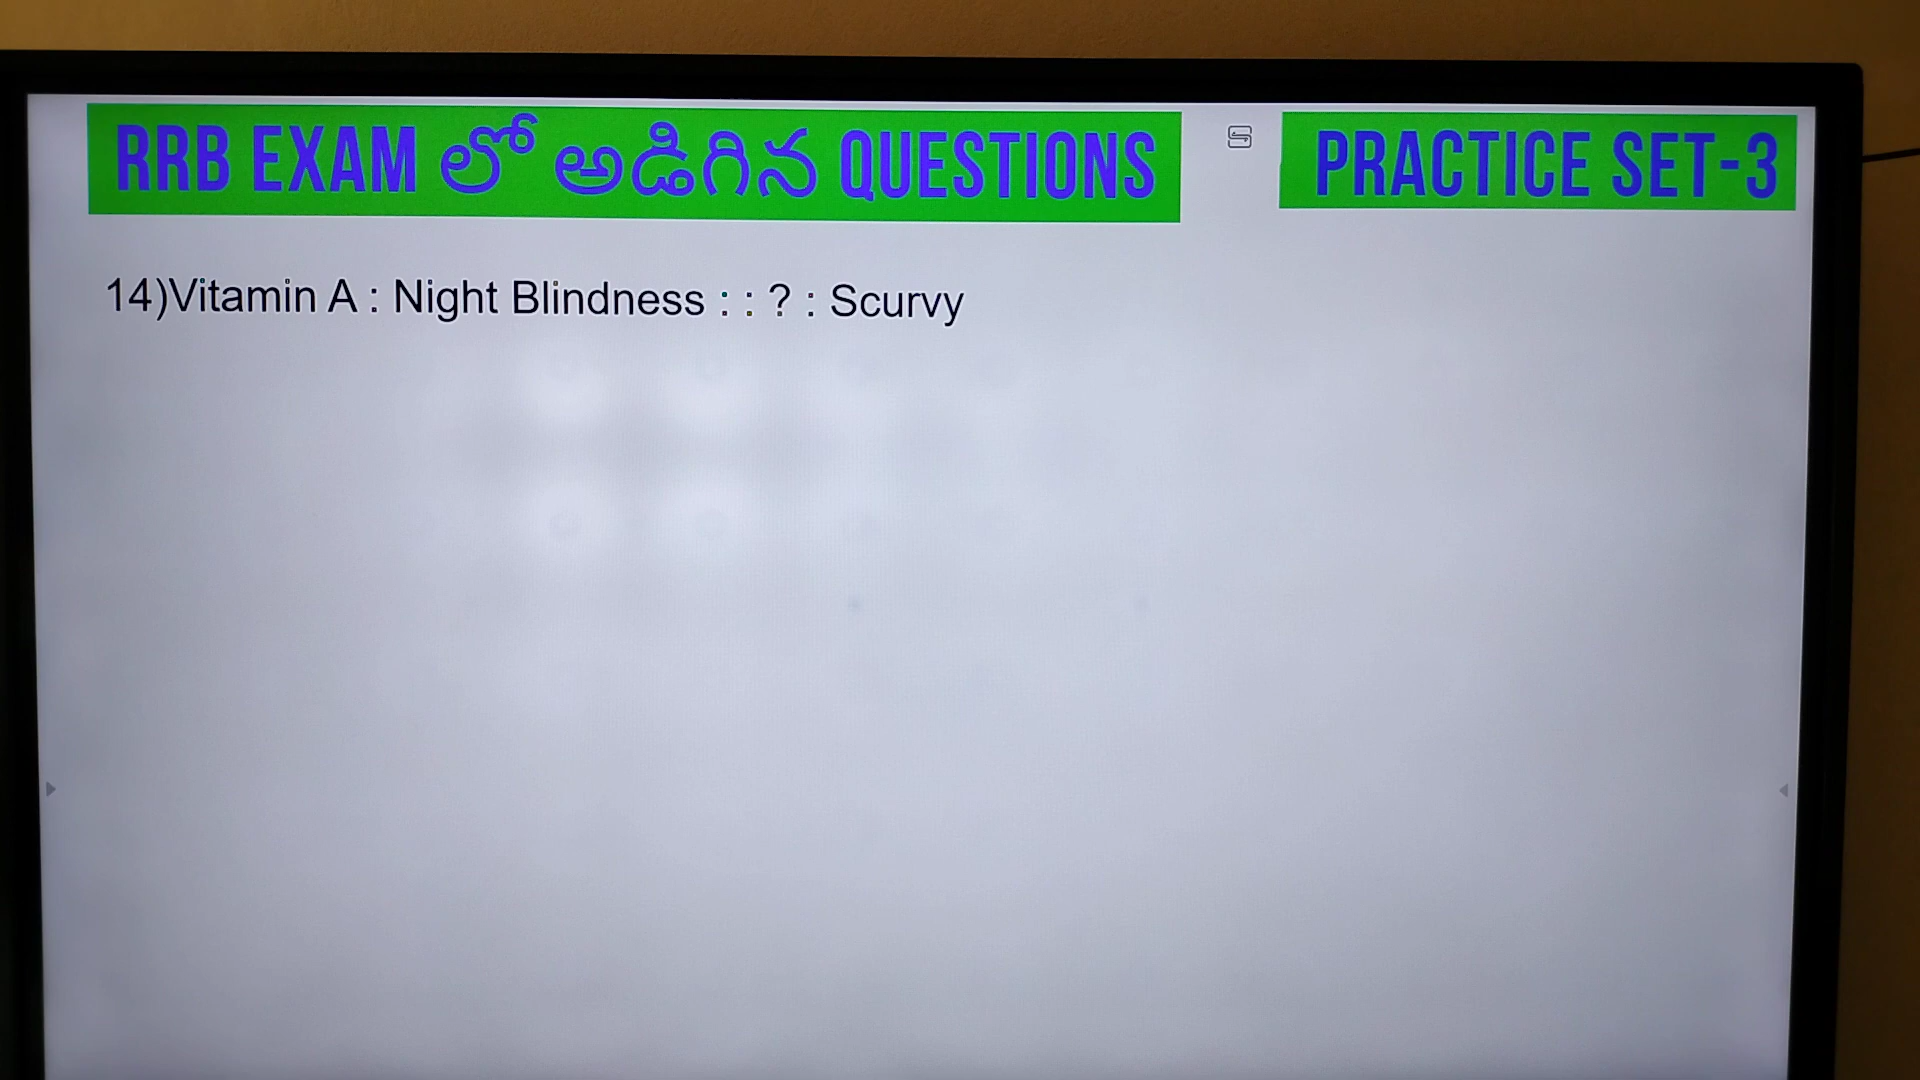 RRB EXAM లో అడిగిన QUESTIONS
PRACTICE SET-3
14)Vitamin A : Night Blindness : : ? : Scurvy